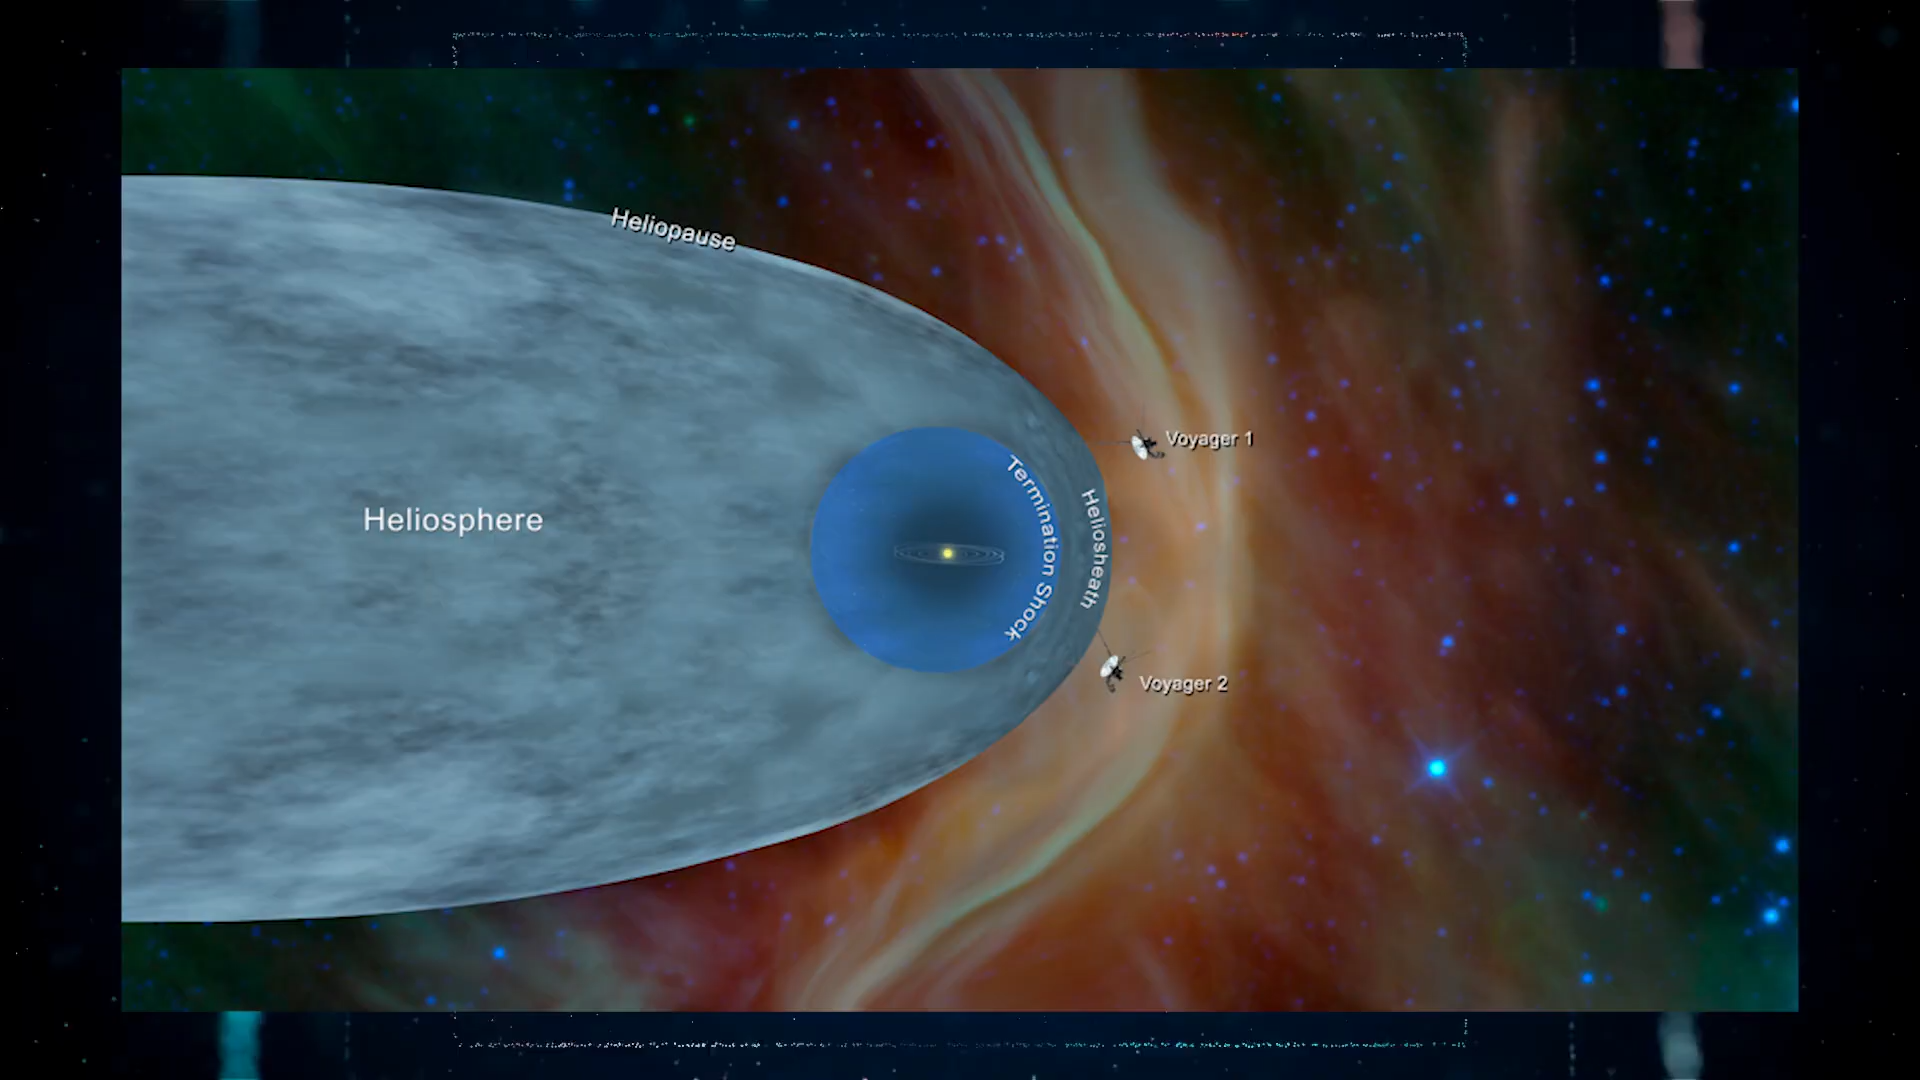 Heliopause
Voyager 1
Termination Shock
Heliosheath
Heliosphere
Voyager 2